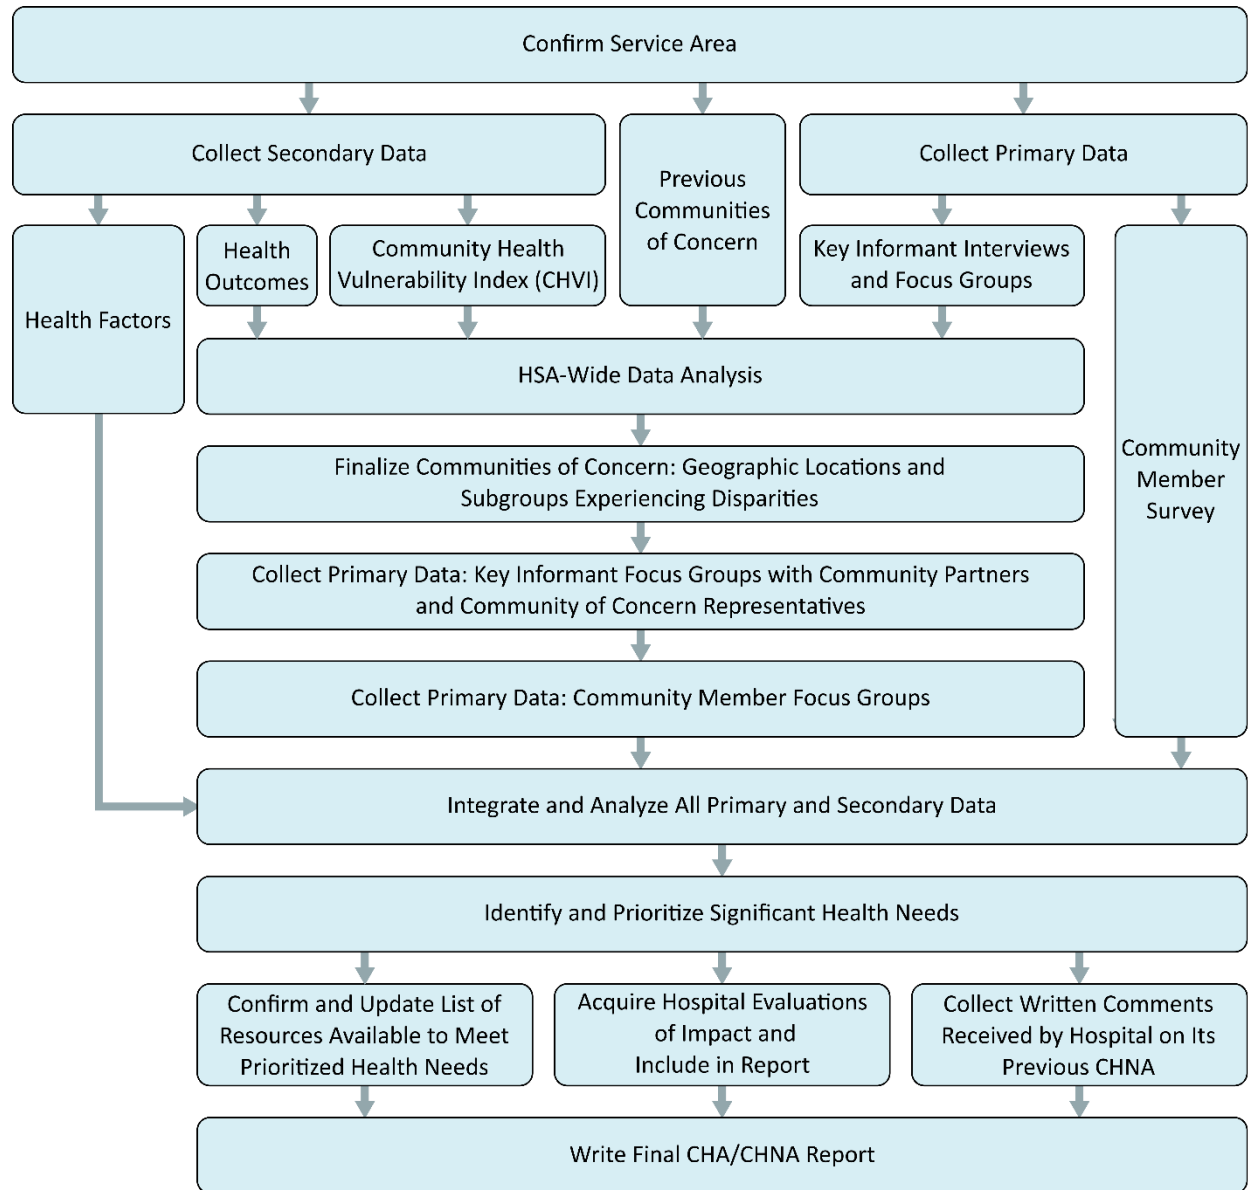 Confirm Service Area
Collect Secondary Data
Previous
Communities
of Concern
Collect Primary Data
Health Factors
Health
Outcomes
Community Health
Vulnerability Index (CHVI)
Key Informant Interviews
and Focus Groups
Community
Member
Survey
HSA-Wide Data Analysis
Finalize Communities of Concern: Geographic Locations and
Subgroups Experiencing Disparities
Collect Primary Data: Key Informant Focus Groups with Community Partners
and Community of Concern Representatives
Collect Primary Data: Community Member Focus Groups
Integrate and Analyze All Primary and Secondary Data
Identify and Prioritize Significant Health Needs
Confirm and Update List of
Resources Available to Meet
Prioritized Health Needs
Acquire Hospital Evaluations
of Impact and
Include in Report
Collect Written Comments
Received by Hospital on Its
Previous CHNA
Write Final CHA/CHNA Report